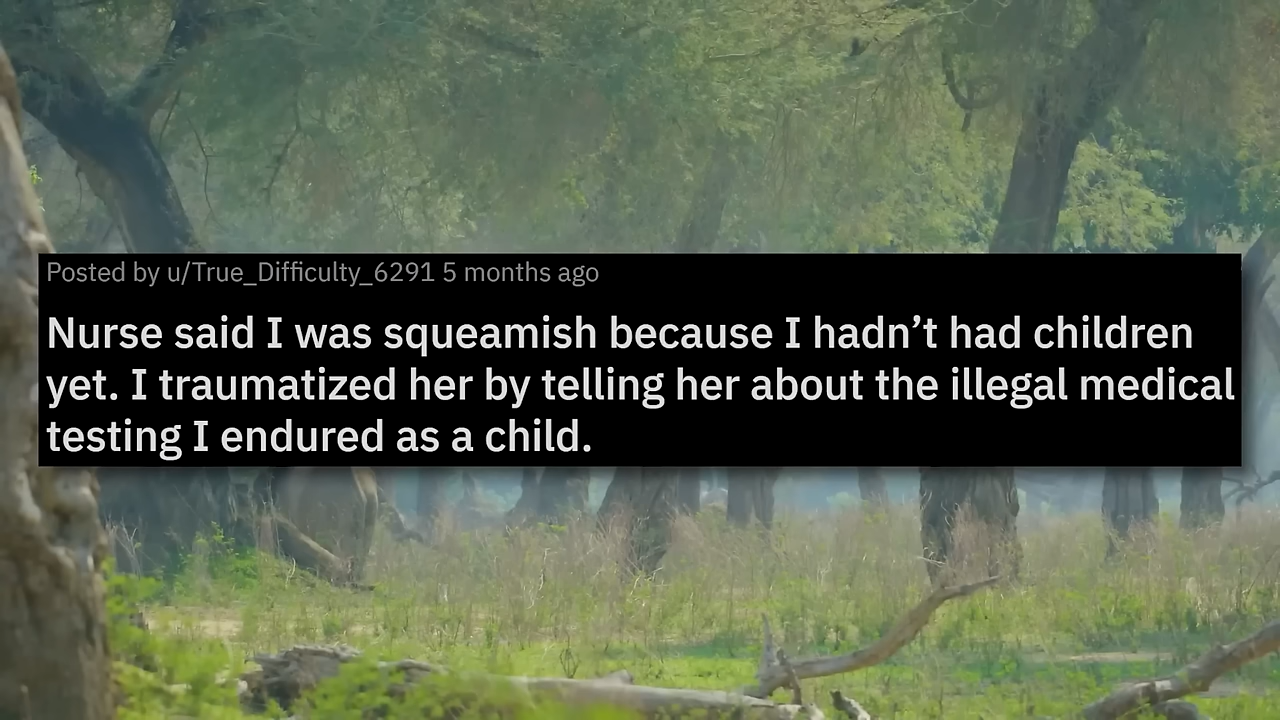 Posted by u/True_Difficulty_6291 5 months ago
Nurse said I was squeamish because I hadn’t had children
yet. I traumatized her by telling her about the illegal medical
testing I endured as a child.